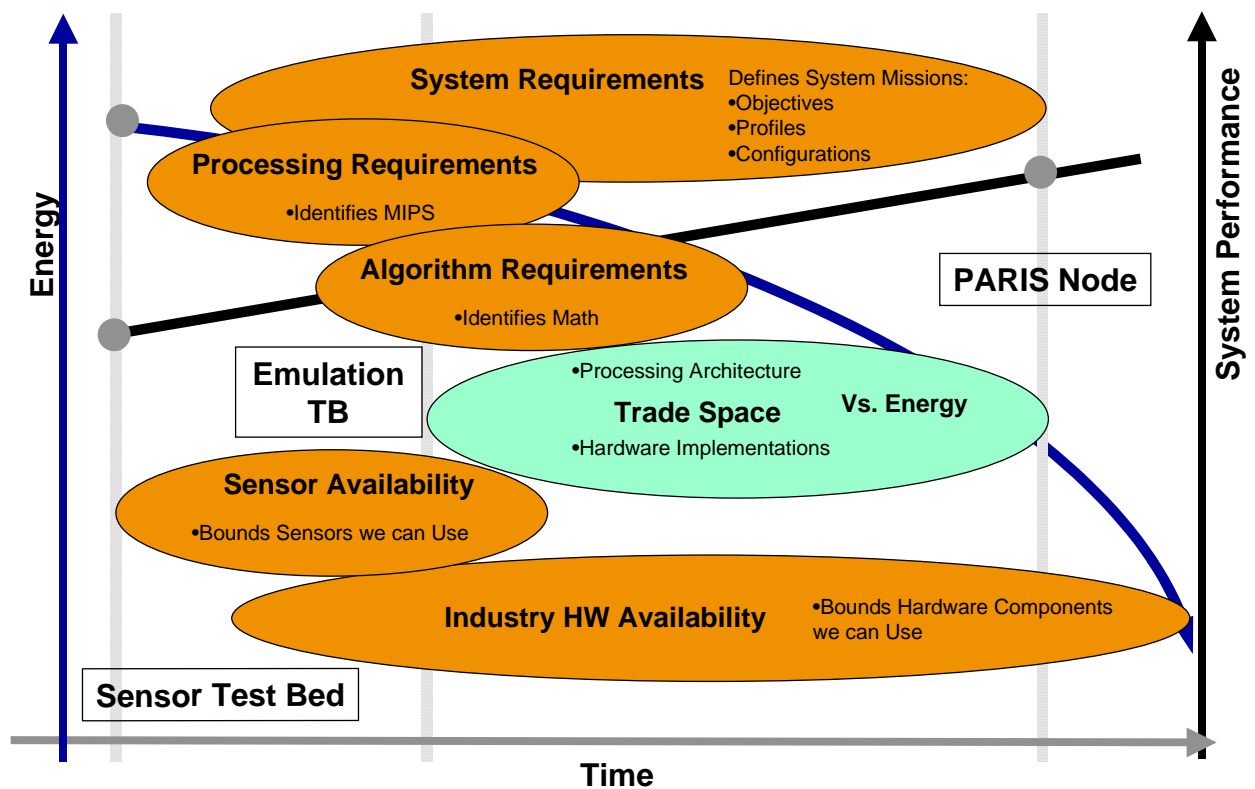 System Requirements
Defines System Missions:
•Objectives
•Profiles
•Configurations
Processing Requirements
•Identifies MIPS
Algorithm Requirements
•Identifies Math
Energy
System Performance
PARIS Node
Emulation
TB
•Processing Architecture
Trade Space
Vs. Energy
•Hardware Implementations
Sensor Availability
•Bounds Sensors we can Use
Industry HW Availability
•Bounds Hardware Components
we can Use
Sensor Test Bed
Time